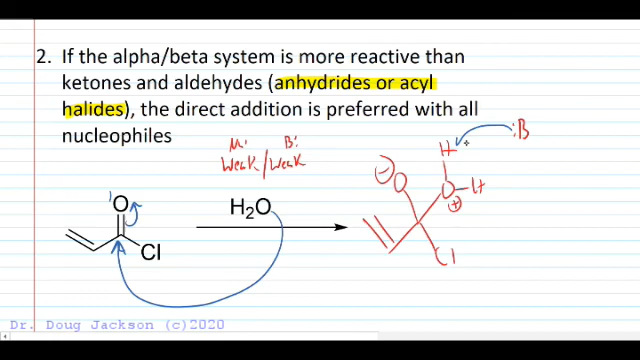 2. If the alpha/beta system is more reactive than
ketones and aldehydes (anhydrides or acyl
halides), the direct addition is preferred with all
nucleophiles
N: B:
Weak/Weak
:B
H
O
O-H
1O
H2O
Cl
Cl
Dr. Doug Jackson (c)2020